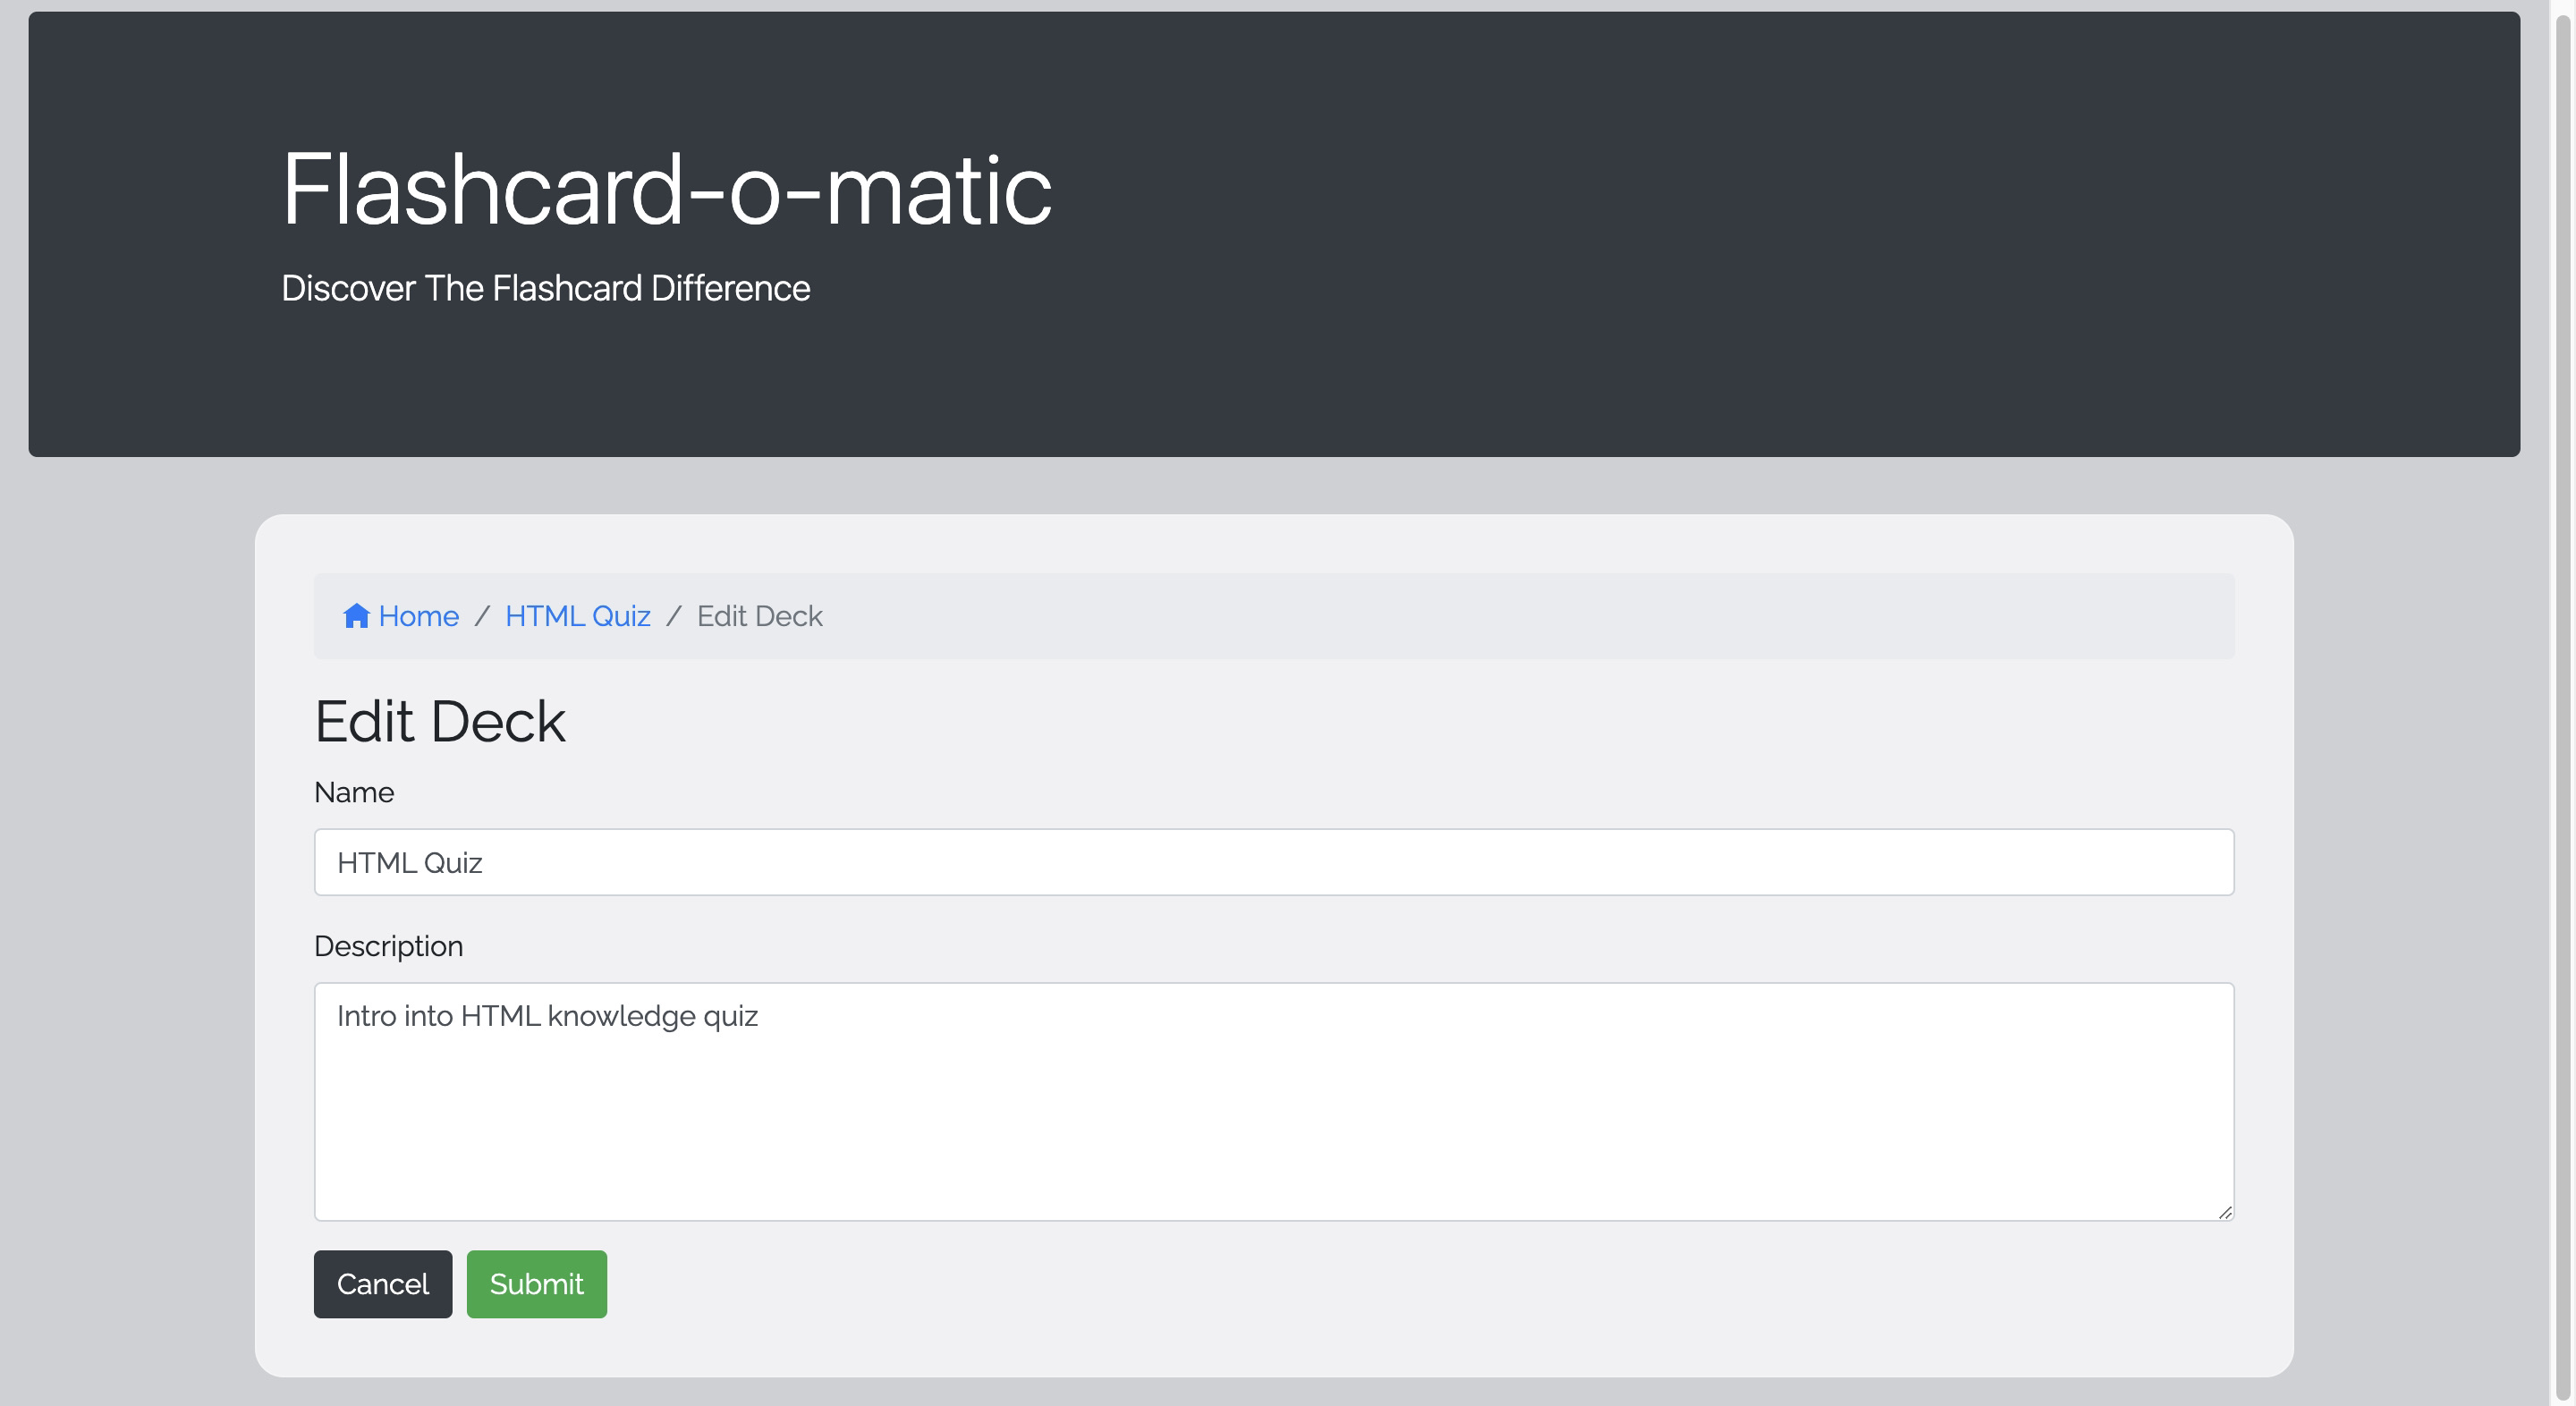 Flashcard-o-matic
Discover The Flashcard Difference
Home / HTML Quiz / Edit Deck
Edit Deck
Name
HTML Quiz
Description
Intro into HTML knowledge quiz
Cancel Submit